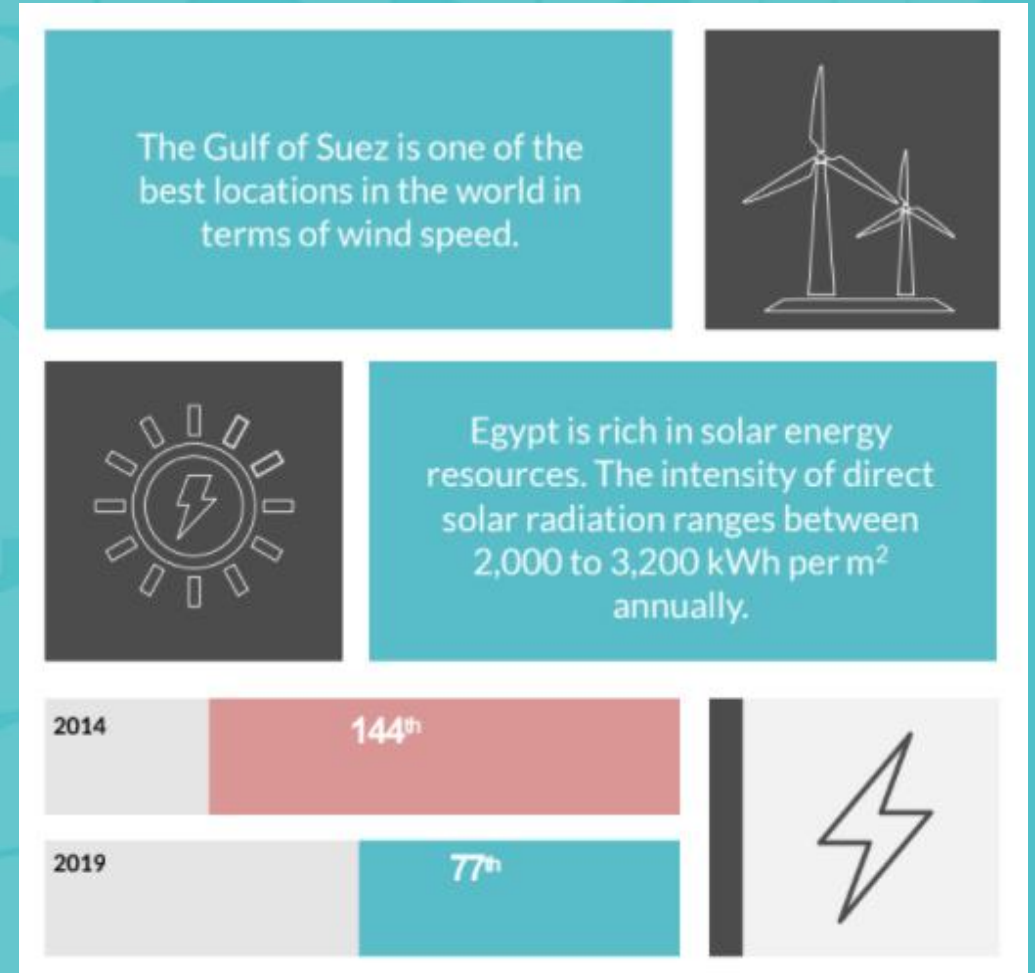 The Gulf of Suez is one of the
best locations in the world in
terms of wind speed.
Egypt is rich in solar energy
resources. The intensity of direct
solar radiation ranges between
2,000 to 3,200 kWh per m²
annually.
2014
144th
2019
77th